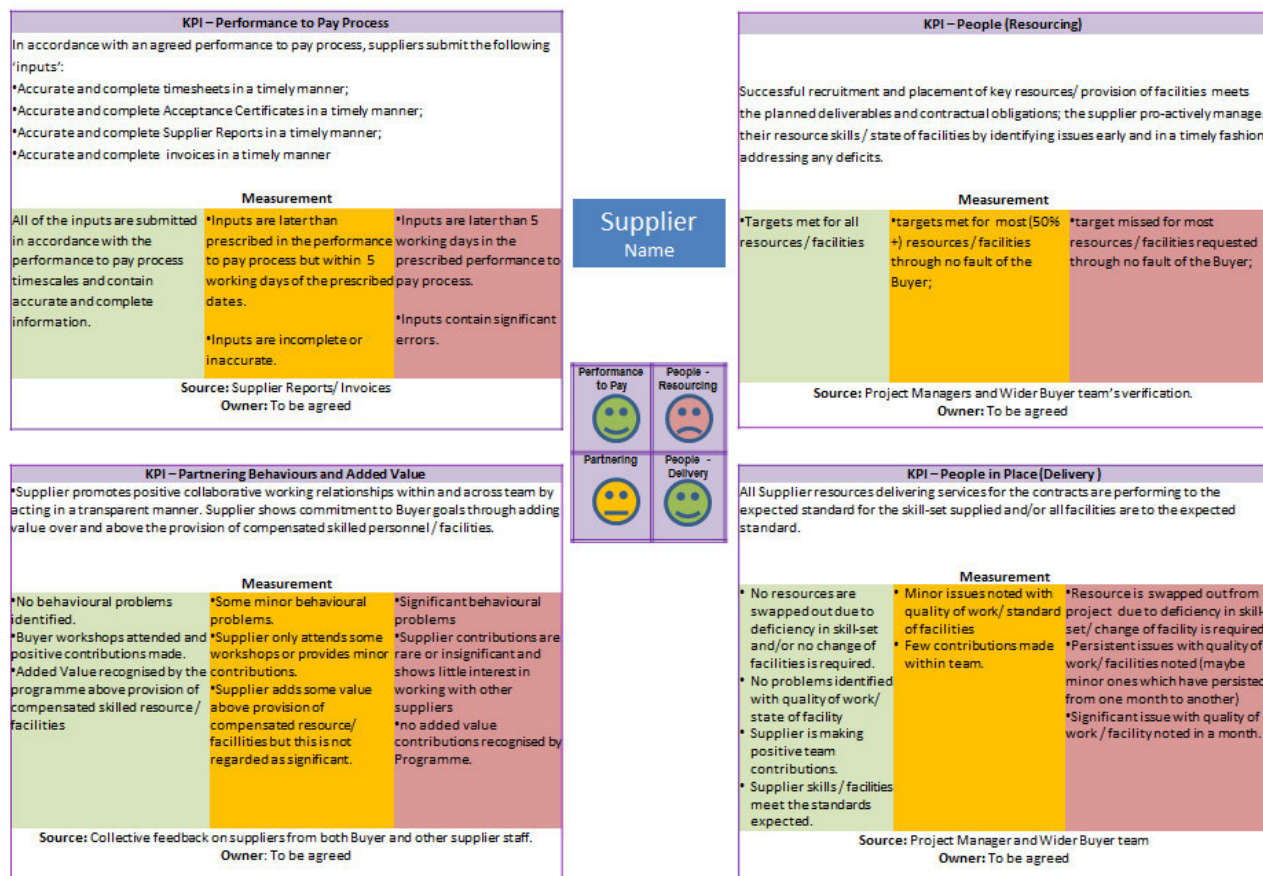 KPI – Performance to Pay Process
In accordance with an agreed performance to pay process, suppliers submit the following
‘inputs’:
•Accurate and complete timesheets in a timely manner;
•Accurate and complete Acceptance Certificates in a timely manner;
•Accurate and complete Supplier Reports in a timely manner;
•Accurate and complete invoices in a timely manner
Measurement
All of the inputs are submitted
in accordance with the
performance to pay process
timescales and contain
accurate and complete
information.
•Inputs are later than
prescribed in the performance
to pay process but within 5
working days of the prescribed
dates.
•Inputs are incomplete or
inaccurate.
•Inputs are later than 5
working days in the
prescribed performance to
pay process.
•Inputs contain significant
errors.
Source: Supplier Reports/ Invoices
Owner: To be agreed
KPI – People (Resourcing)
Successful recruitment and placement of key resources/ provision of facilities meets
the planned deliverables and contractual obligations; the supplier pro-actively manage
their resource skills / state of facilities by identifying issues early and in a timely fashion
addressing any deficits.
Measurement
•Targets met for all
resources / facilities
•targets met for most (50%
+) resources / facilities
through no fault of the
Buyer;
•target missed for most
resources / facilities requested
through no fault of the Buyer;
Source: Project Managers and Wider Buyer team’s verification.
Owner: To be agreed
Supplier
Name
Performance
to Pay
People -
Resourcing
Partnering
People -
Delivery
KPI – Partnering Behaviours and Added Value
•Supplier promotes positive collaborative working relationships within and across team by
acting in a transparent manner. Supplier shows commitment to Buyer goals through adding
value over and above the provision of compensated skilled personnel / facilities.
Measurement
•No behavioural problems
identified.
•Buyer workshops attended and
positive contributions made.
•Added Value recognised by the
programme above provision of
compensated skilled resource /
facilities
•Some minor behavioural
problems.
•Supplier only attends some
workshops or provides minor
contributions.
•Supplier adds some value
above provision of
compensated resource/
facillities but this is not
regarded as significant.
•Significant behavioural
problems
•Supplier contributions are
rare or insignificant and
shows little interest in
working with other
suppliers
•no added value
contributions recognised by
Programme.
Source: Collective feedback on suppliers from both Buyer and other supplier staff.
Owner: To be agreed
KPI – People in Place (Delivery )
All Supplier resources delivering services for the contracts are performing to the
expected standard for the skill-set supplied and/or all facilities are to the expected
standard.
Measurement
• No resources are
swapped out due to
deficiency in skill-set
and/or no change of
facilities is required.
• No problems identified
with quality of work/
state of facility
• Supplier is making
positive team
contributions.
• Supplier skills / facilities
meet the standards
expected.
• Minor issues noted with
quality of work/ standard
of facilities
• Few contributions made
within team.
•Resource is swapped out from
project due to deficiency in skill-
set/ change of facility is required
•Persistent issues with quality of
work/ facilities noted (maybe
minor ones which have persisted
from one month to another)
•Significant issue with quality of
work / facility noted in a month.
Source: Project Manager and Wider Buyer team
Owner: To be agreed